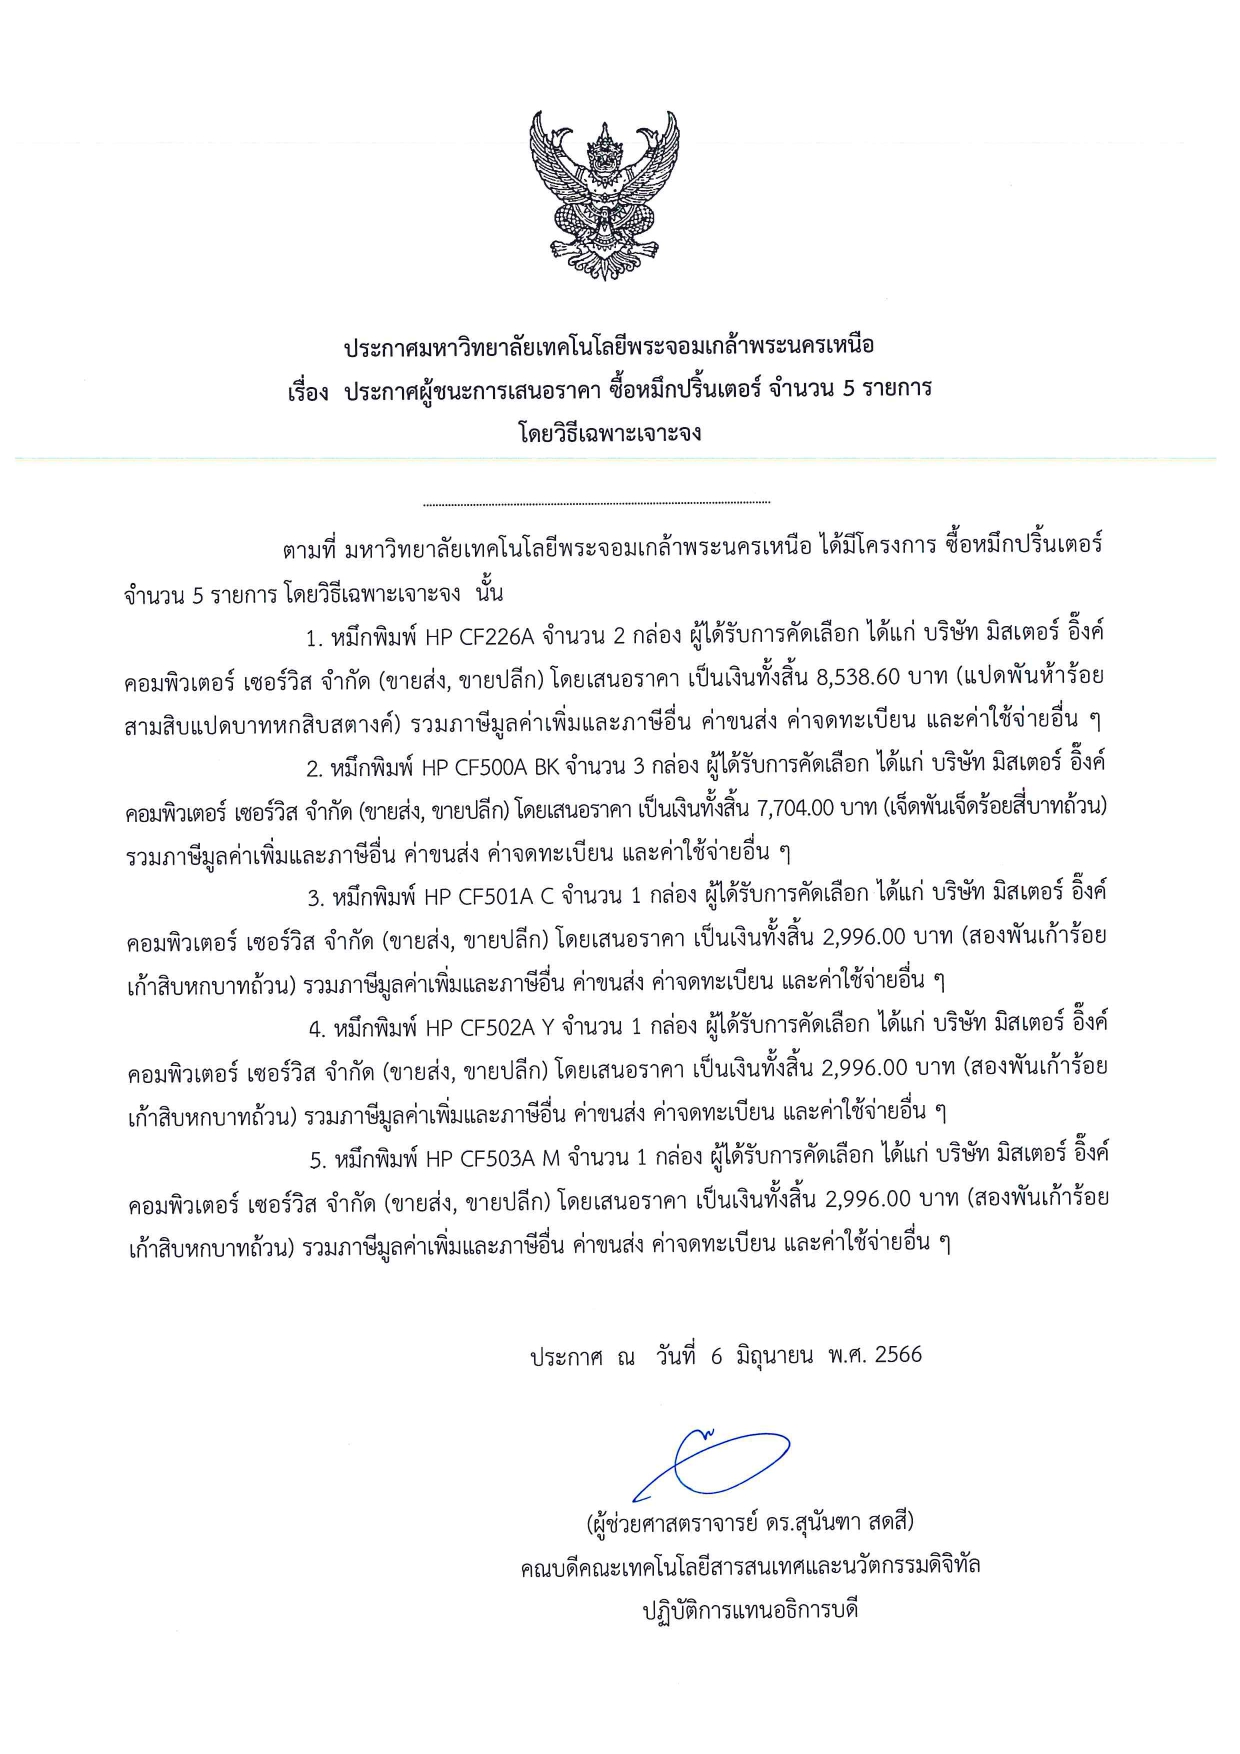 ประกาศมหาวิทยาลัยเทคโนโลยีพระจอมเกล้าพระนครเหนือ
เรื่อง ประกาศผู้ชนะการเสนอราคา ซื้อหมึกปริ้นเตอร์ จำนวน 5 รายการ
โดยวิธีเฉพาะเจาะจง
ตามที่ มหาวิทยาลัยเทคโนโลยีพระจอมเกล้าพระนครเหนือ ได้มีโครงการ ซื้อหมึกปริ้นเตอร์
จำนวน 5 รายการ โดยวิธีเฉพาะเจาะจง นั้น
1. หมึกพิมพ์ HP CF226A จำนวน 2 กล่อง ผู้ได้รับการคัดเลือก ได้แก่ บริษัท มิสเตอร์ อิ๊งค์
คอมพิวเตอร์ เซอร์วิส จำกัด (ขายส่ง, ขายปลีก) โดยเสนอราคา เป็นเงินทั้งสิ้น 8,538.60 บาท (แปดพันห้าร้อย
สามสิบแปดบาทหกสิบสตางค์) รวมภาษีมูลค่าเพิ่มและภาษีอื่น ค่าขนส่ง ค่าจดทะเบียน และค่าใช้จ่ายอื่น ๆ
2. หมึกพิมพ์ HP CF500A BK จำนวน 3 กล่อง ผู้ได้รับการคัดเลือก ได้แก่ บริษัท มิสเตอร์ อิ๊งค์
คอมพิวเตอร์ เซอร์วิส จำกัด (ขายส่ง, ขายปลีก) โดยเสนอราคา เป็นเงินทั้งสิ้น 7,704.00 บาท (เจ็ดพันเจ็ดร้อยสี่บาทถ้วน)
รวมภาษีมูลค่าเพิ่มและภาษีอื่น ค่าขนส่ง ค่าจดทะเบียน และค่าใช้จ่ายอื่น ๆ
3. หมึกพิมพ์ HP CF501A C จำนวน 1 กล่อง ผู้ได้รับการคัดเลือก ได้แก่ บริษัท มิสเตอร์ อิ๊งค์
คอมพิวเตอร์ เซอร์วิส จำกัด (ขายส่ง, ขายปลีก) โดยเสนอราคา เป็นเงินทั้งสิ้น 2,996.00 บาท (สองพันเก้าร้อย
เก้าสิบหกบาทถ้วน) รวมภาษีมูลค่าเพิ่มและภาษีอื่น ค่าขนส่ง ค่าจดทะเบียน และค่าใช้จ่ายอื่น ๆ
4. หมึกพิมพ์ HP CF502A Y จำนวน 1 กล่อง ผู้ได้รับการคัดเลือก ได้แก่ บริษัท มิสเตอร์ อิ๊งค์
คอมพิวเตอร์ เซอร์วิส จำกัด (ขายส่ง, ขายปลีก) โดยเสนอราคา เป็นเงินทั้งสิ้น 2,996.00 บาท (สองพันเก้าร้อย
เก้าสิบหกบาทถ้วน) รวมภาษีมูลค่าเพิ่มและภาษีอื่น ค่าขนส่ง ค่าจดทะเบียน และค่าใช้จ่ายอื่น ๆ
5. หมึกพิมพ์ HP CF503A M จำนวน 1 กล่อง ผู้ได้รับการคัดเลือก ได้แก่ บริษัท มิสเตอร์ อิ๊งค์
คอมพิวเตอร์ เซอร์วิส จำกัด (ขายส่ง, ขายปลีก) โดยเสนอราคา เป็นเงินทั้งสิ้น 2,996.00 บาท (สองพันเก้าร้อย
เก้าสิบหกบาทถ้วน) รวมภาษีมูลค่าเพิ่มและภาษีอื่น ค่าขนส่ง ค่าจดทะเบียน และค่าใช้จ่ายอื่น ๆ
ประกาศ ณ วันที่ 6 มิถุนายน พ.ศ. 2566
(ผู้ช่วยศาสตราจารย์ ดร.สุนันฑา สดสี)
คณบดีคณะเทคโนโลยีสารสนเทศและนวัตกรรมดิจิทัล
ปฏิบัติการแทนอธิการบดี